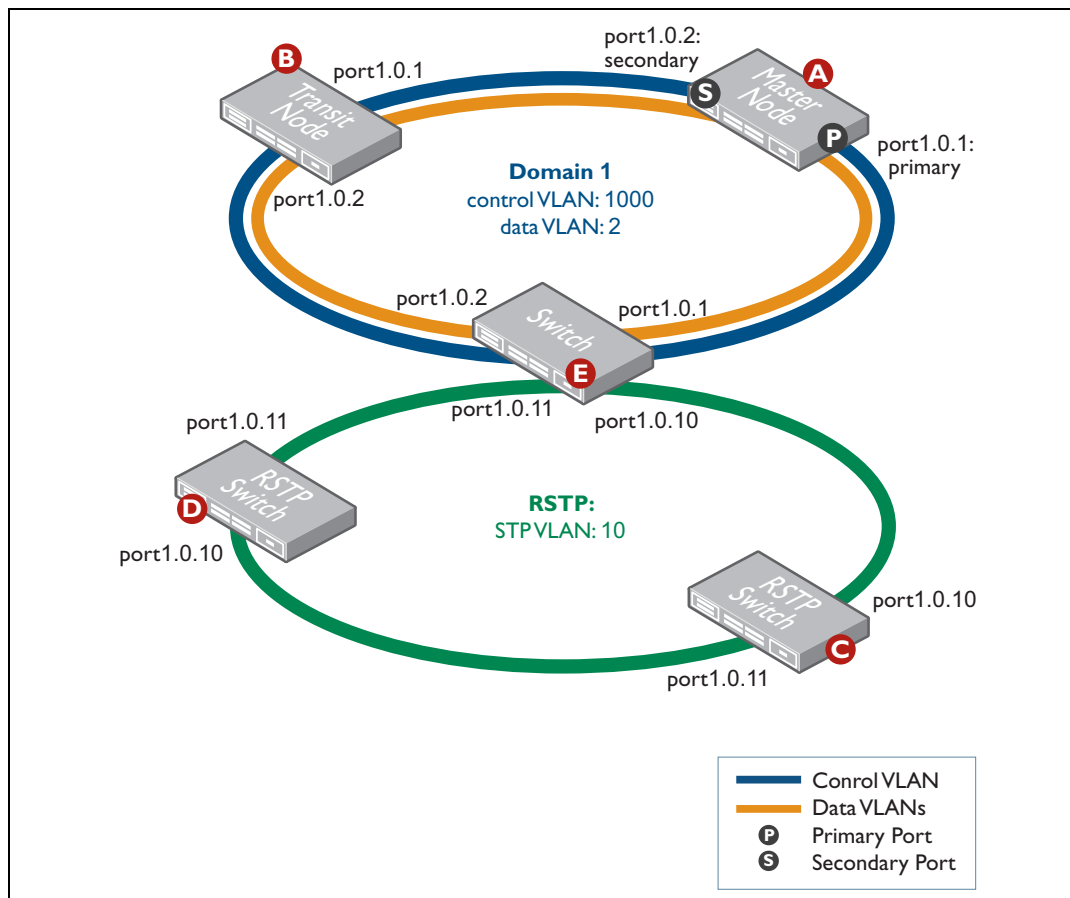 port1.0.2:
secondary
B
port1.0.1
A
S
Master
Node
Transit
Node
P
port1.0.1:
primary
Domain 1
control VLAN: 1000
data VLAN: 2
port1.0.2
port1.0.2
port1.0.1
Switch
E
port1.0.11
port1.0.10
port1.0.11
RSTP
Switch
D
RSTP:
STP VLAN: 10
port1.0.10
RSTP
Switch
port1.0.10
C
port1.0.11
Conrol VLAN
Data VLANs
P Primary Port
S Secondary Port